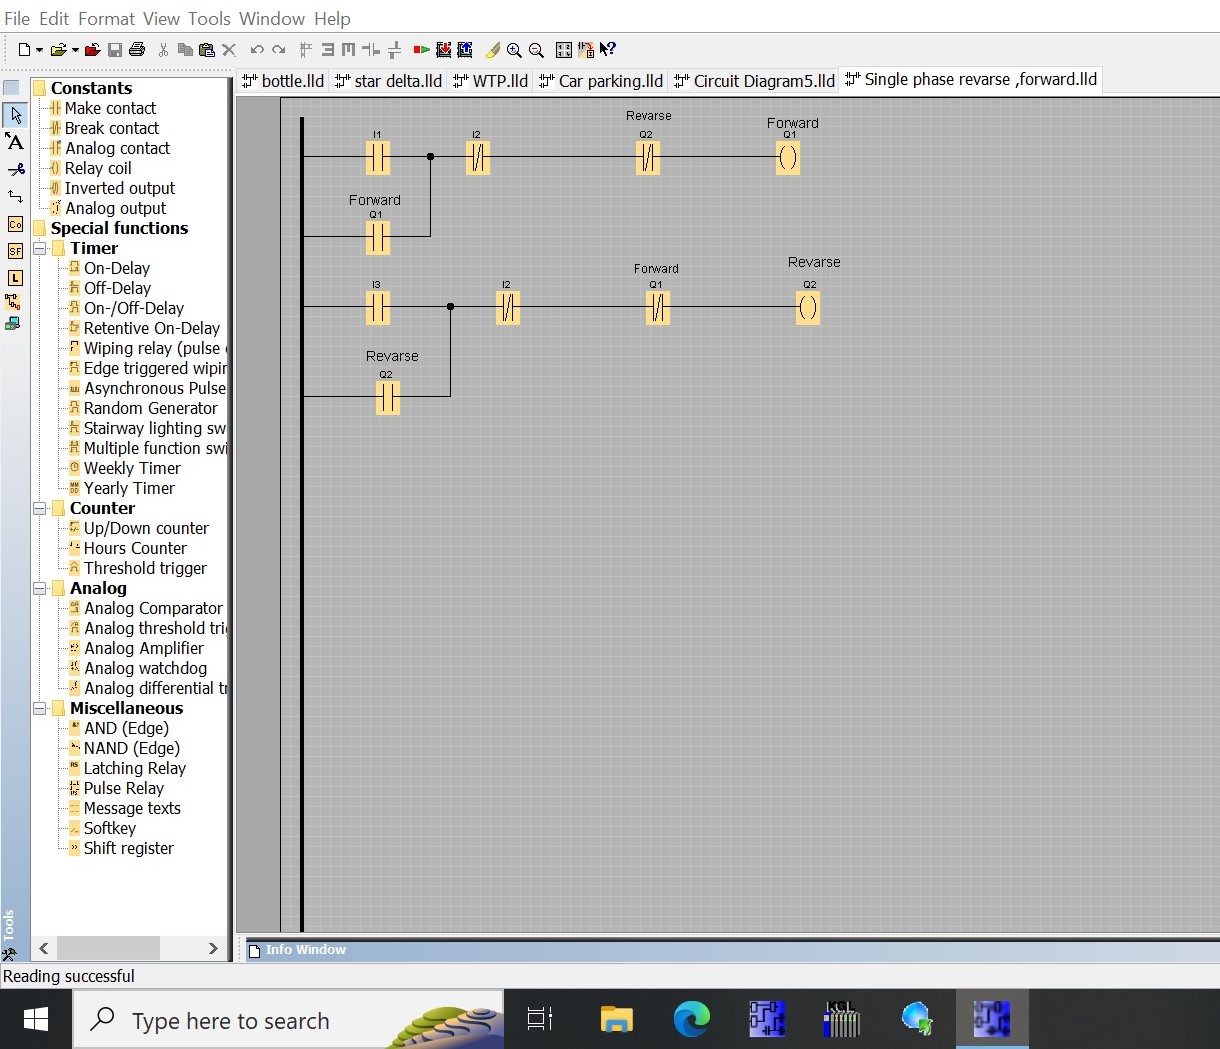 File Edit Format View Tools Window Help
bottle.lld star delta.lld WTP.lld Car parking.lld Circuit Diagram5.lld Single phase revarse ,forward.lld
Constants
Make contact
Break contact
Analog contact
Relay coil
Inverted output
Analog output
Special functions
Timer
On-Delay
Off-Delay
On-/Off-Delay
Retentive On-Delay
Wiping relay (pulse
Edge triggered wipin
Asynchronous Pulse
Random Generator
Stairway lighting sw
Multiple function swi
Weekly Timer
Yearly Timer
Counter
Up/Down counter
Hours Counter
Threshold trigger
Analog
Analog Comparator
Analog threshold tri
Analog Amplifier
Analog watchdog
Analog differential t
Miscellaneous
AND (Edge)
NAND (Edge)
Latching Relay
Pulse Relay
Message texts
Softkey
Shift register
A
Co
SF
L
Tools
Revarse Forward
I1 I2 Q2 Q1
Forward
Q1
Forward Revarse
I3 I2 Q1 Q2
Revarse
Q2
Info Window
Reading successful
Type here to search
KGL